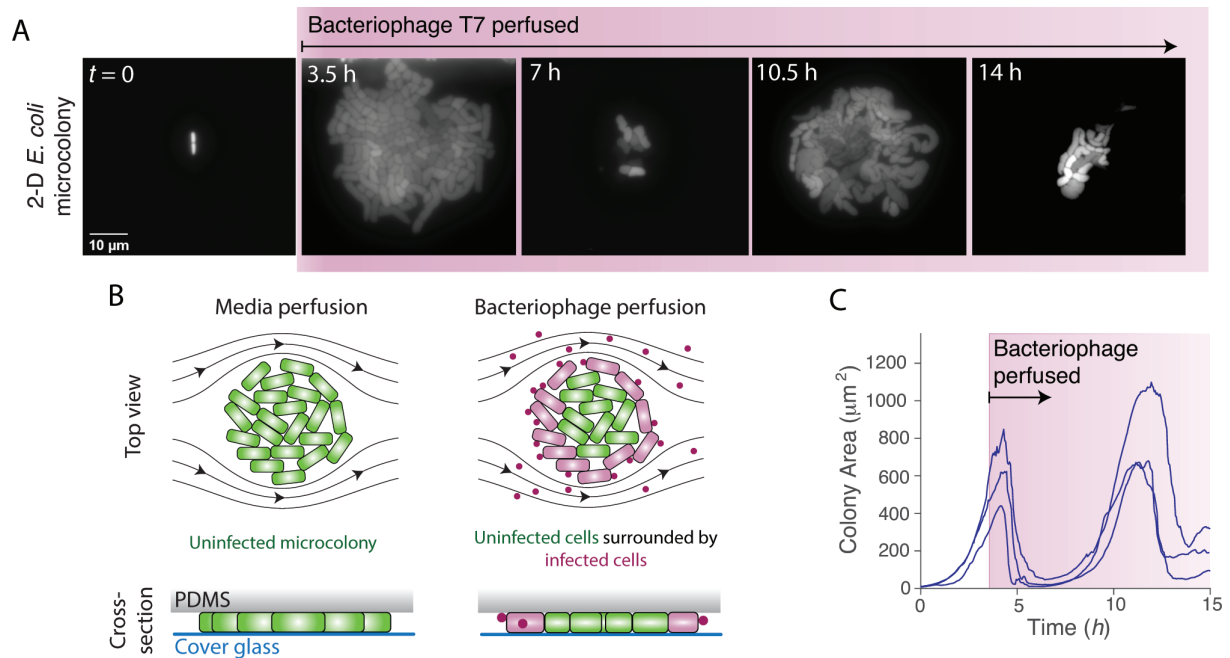 A
Bacteriophage T7 perfused
2-D E. coli
microcolony
t = 0
3.5 h
7 h
10.5 h
14 h
10 µm
B
Media perfusion
Bacteriophage perfusion
Top view
Uninfected microcolony
Uninfected cells surrounded by
infected cells
Cross-
section
PDMS
Cover glass
C
Bacteriophage
perfused
Colony Area (µm²)
1200
1000
800
600
400
200
0
0
5
10
15
Time (h)